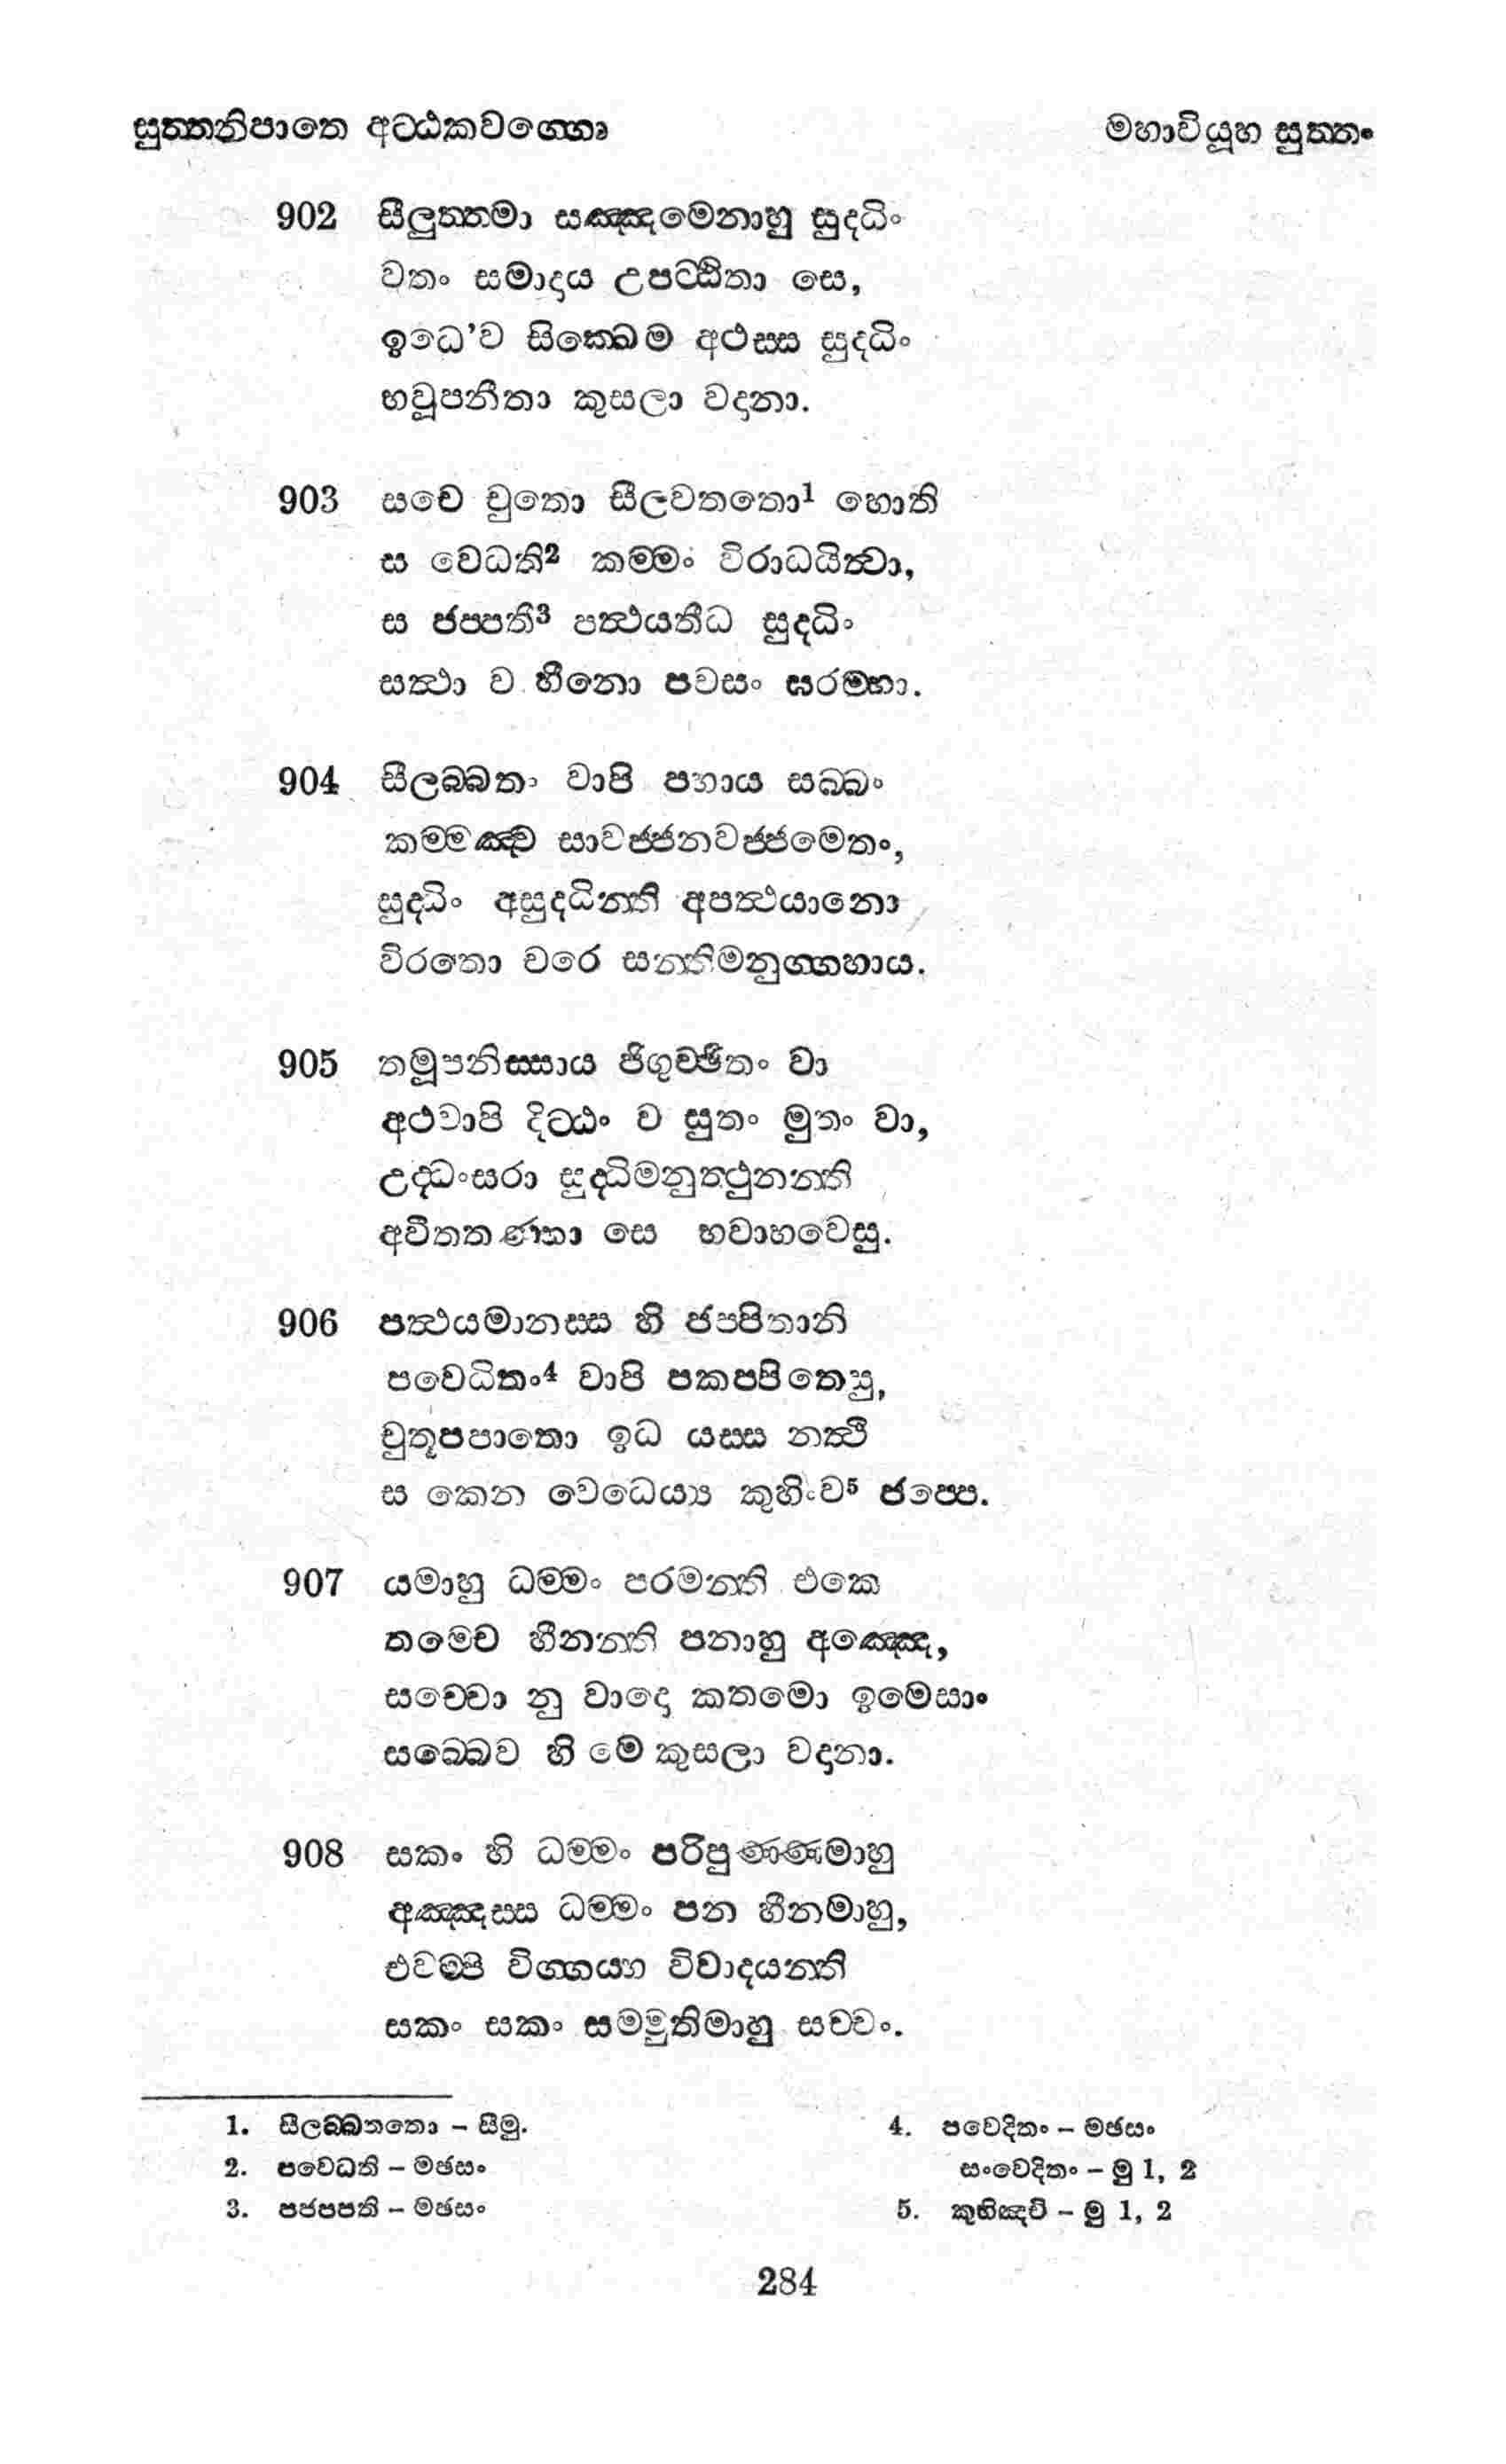 සුත්තනිපාතෙ අට්ඨකවග්ගො මහාවියූහ සුත්තං
902 සීලුත්තමා සඤ්ඤමෙනාහු සුද්ධිං
වතං සමාදාය උපට්ඨිතා සෙ,
ඉධෙ'ව සික්ඛෙම අථස්ස සුද්ධිං
භවූපනීතා කුසලා වදානා.
903 සචෙ චුතො සීලවතතො1 හොති
ස වෙධති2 කම්මං විරාධයිත්වා,
ස ජප්පති3 පත්ථයතීධ සුද්ධිං
සත්ථා ව හීනො පවසං ඝරම්හා.
904 සීලබ්බතං වාපි පහාය සබ්බං
කම්මඤ්ච සාවජ්ජනවජ්ජමෙතං,
සුද්ධිං අසුද්ධින්ති අපත්ථයානො
විරතො චරෙ සන්තිමනුග්ගහාය.
905 තමූපනිස්සාය ජිගුච්ඡිතං වා
අථවාපි දිට්ඨං ව සුතං මුතං වා,
උද්ධංසරා සුද්ධිමනුත්ථුනන්ති
අවීතතණ්හා සෙ භවාභවෙසු.
906 පත්ථයමානස්ස හි ජප්පිතානි
පවෙධිතං4 වාපි පකප්පිතෙසු,
චුතූපපාතො ඉධ යස්ස නත්ථි
ස කෙන වෙධෙය්‍ය කුහිංච5 ජප්පෙ.
907 යමාහු ධම්මං පරමන්ති එකෙ
තමෙව හීනන්ති පනාහු අඤ්ඤෙ,
සච්චො නු වාදො කතමො ඉමෙසං
සබ්බෙව හි මෙ කුසලා වදානා.
908 සකං හි ධම්මං පරිපුණ්ණමාහු
අඤ්ඤස්ස ධම්මං පන හීනමාහු,
එවම්පි විග්ගය්හ විවාදයන්ති
සකං සකං සම්මුතිමාහු සච්චං.
1. සීලබ්බතතො – සීමු.
2. පවෙධති – මඡසං
3. පජප්පති – මඡසං
4. පවෙදිතං – මඡසං
සංවෙදිතං – මු 1, 2
5. කුහිඤ්චි – මු 1, 2
284